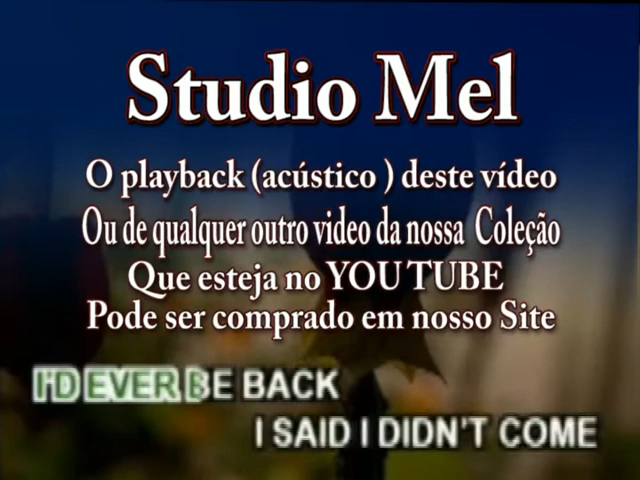 Studio Mel
O playback (acústico ) deste vídeo
Ou de qualquer outro video da nossa Coleção
Que esteja no YOU TUBE
Pode ser comprado em nosso Site
I'D EVER BE BACK
I SAID I DIDN'T COME